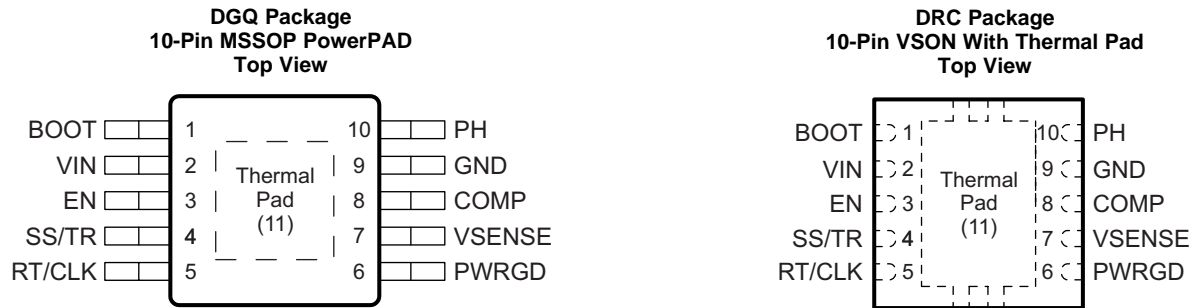 DGQ Package
10-Pin MSSOP PowerPAD
Top View
BOOT 1 10 PH
VIN 2 9 GND
EN 3 8 COMP
SS/TR 4 7 VSENSE
RT/CLK 5 6 PWRGD
Thermal
Pad
(11)
DRC Package
10-Pin VSON With Thermal Pad
Top View
BOOT 1 10 PH
VIN 2 9 GND
EN 3 8 COMP
SS/TR 4 7 VSENSE
RT/CLK 5 6 PWRGD
Thermal
Pad
(11)